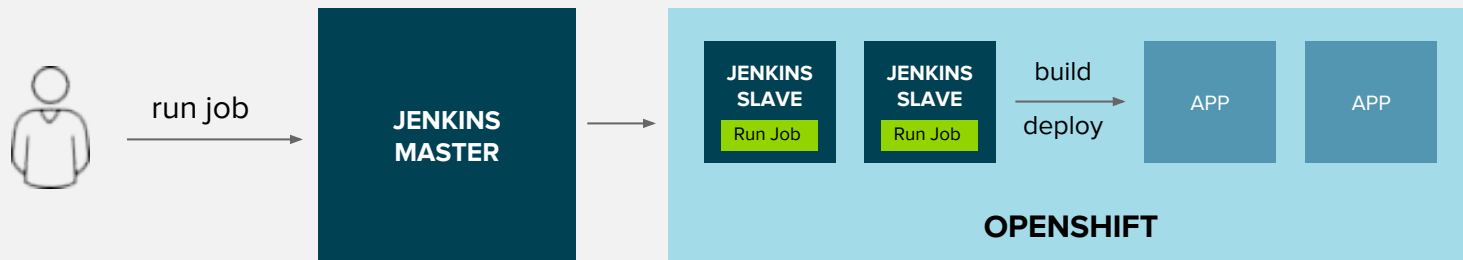 run job
JENKINS
MASTER
JENKINS
SLAVE
Run Job
JENKINS
SLAVE
Run Job
build
deploy
APP
APP
OPENSHIFT